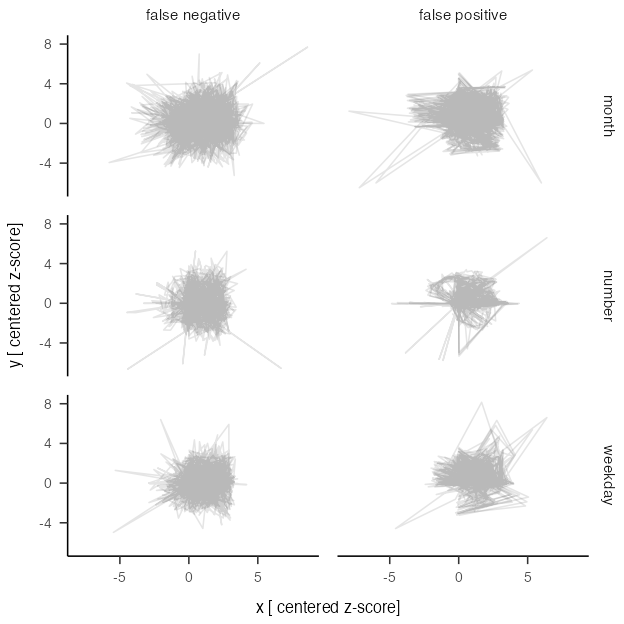 false negative
false positive
8
4
0
-4
month
8
4
0
-4
number
8
4
0
-4
weekday
y [ centered z-score]
-5
0
5
-5
0
5
x [ centered z-score]